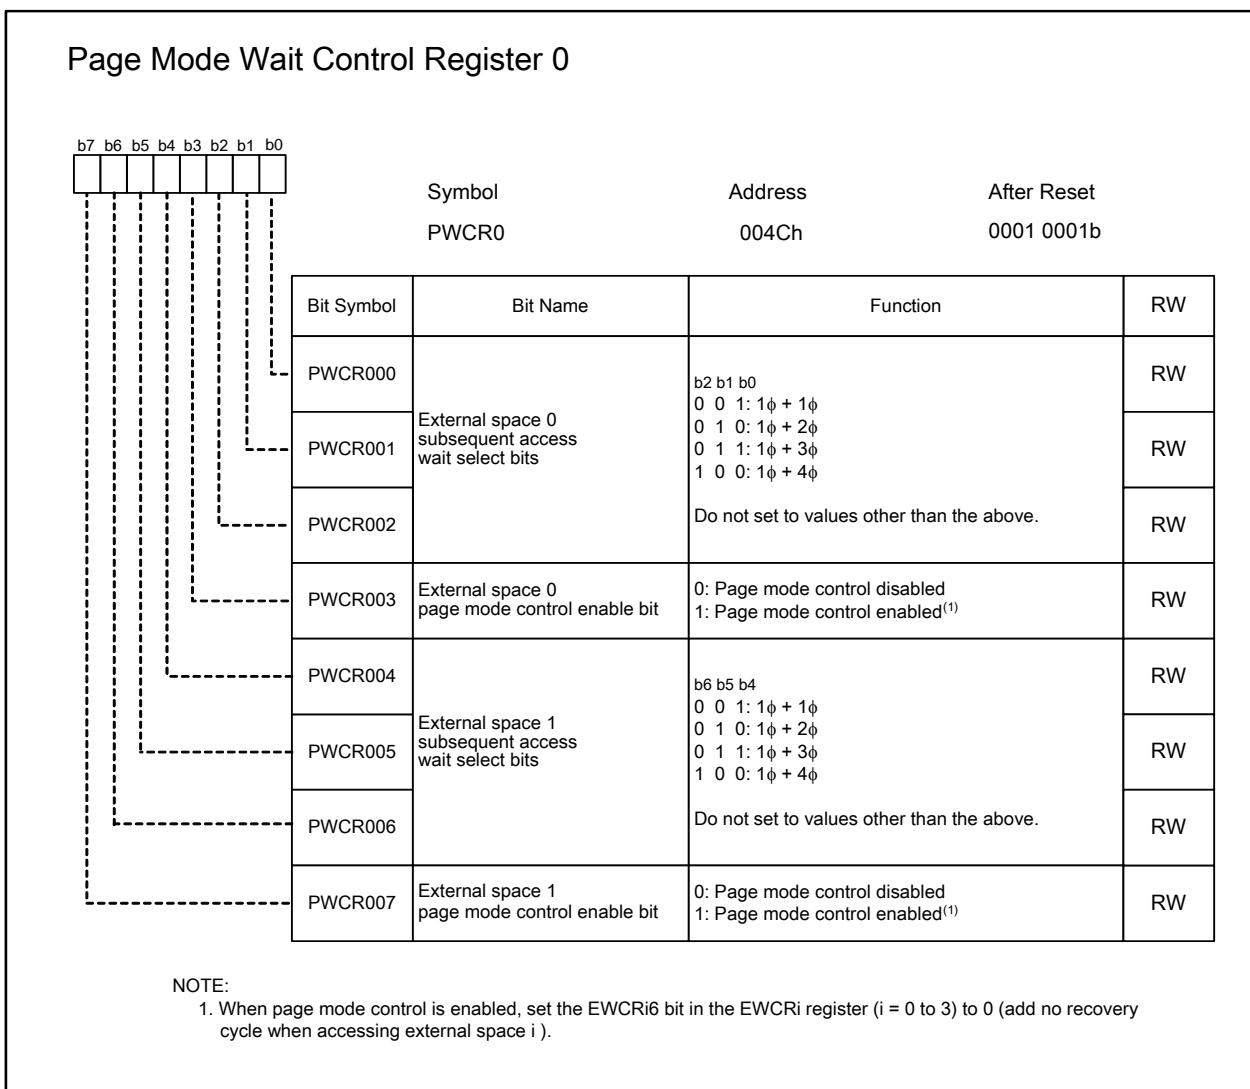 Page Mode Wait Control Register 0
b7 b6 b5 b4 b3 b2 b1 b0
Symbol Address After Reset
PWCR0 004Ch 0001 0001b
Bit Symbol Bit Name Function RW
PWCR000 RW
PWCR001 RW
PWCR002 RW
External space 0
subsequent access
wait select bits
b2 b1 b0
0 0 1: 1ϕ + 1ϕ
0 1 0: 1ϕ + 2ϕ
0 1 1: 1ϕ + 3ϕ
1 0 0: 1ϕ + 4ϕ
Do not set to values other than the above.
PWCR003 RW
External space 0
page mode control enable bit
0: Page mode control disabled
1: Page mode control enabled(1)
PWCR004 RW
PWCR005 RW
PWCR006 RW
External space 1
subsequent access
wait select bits
b6 b5 b4
0 0 1: 1ϕ + 1ϕ
0 1 0: 1ϕ + 2ϕ
0 1 1: 1ϕ + 3ϕ
1 0 0: 1ϕ + 4ϕ
Do not set to values other than the above.
PWCR007 RW
External space 1
page mode control enable bit
0: Page mode control disabled
1: Page mode control enabled(1)
NOTE:
1. When page mode control is enabled, set the EWCRi6 bit in the EWCRi register (i = 0 to 3) to 0 (add no recovery
cycle when accessing external space i ).